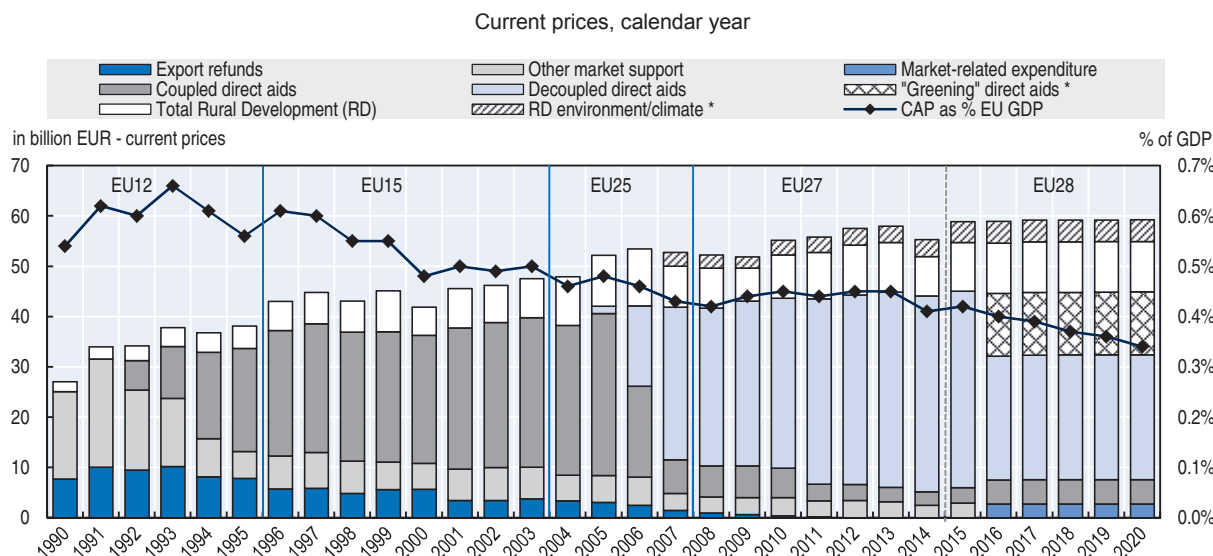 Current prices, calendar year
Export refunds
Other market support
Market-related expenditure
Coupled direct aids
Decoupled direct aids
"Greening" direct aids *
Total Rural Development (RD)
RD environment/climate *
CAP as % EU GDP
in billion EUR - current prices
% of GDP
70
60
50
40
30
20
10
0
EU12
EU15
EU25
EU27
EU28
0.7%
0.6%
0.5%
0.4%
0.3%
0.2%
0.1%
0.0%
1990
1991
1992
1993
1994
1995
1996
1997
1998
1999
2000
2001
2002
2003
2004
2005
2006
2007
2008
2009
2010
2011
2012
2013
2014
2015
2016
2017
2018
2019
2020